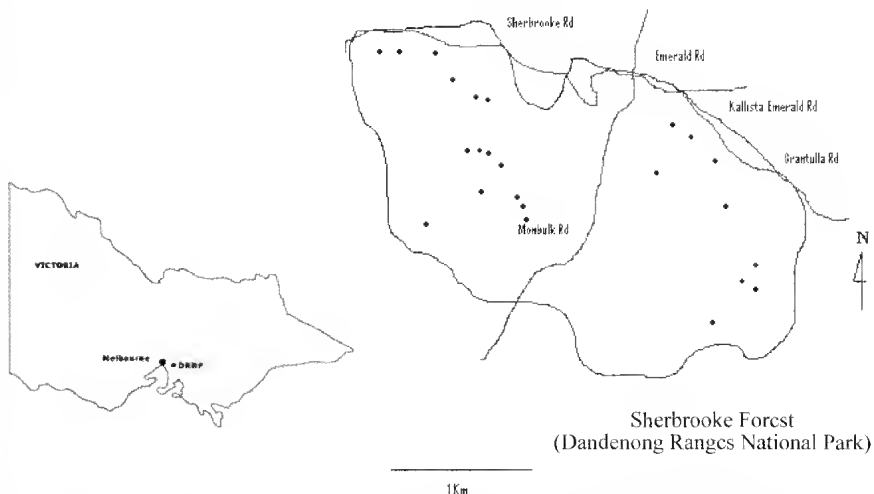 Sherbrooke Rd
Emerald Rd
Kallista Emerald Rd
Grantulla Rd
Monbulk Rd
N
VICTORIA
Melbourne
DRNP
Sherbrooke Forest
(Dandenong Ranges National Park)
1Km